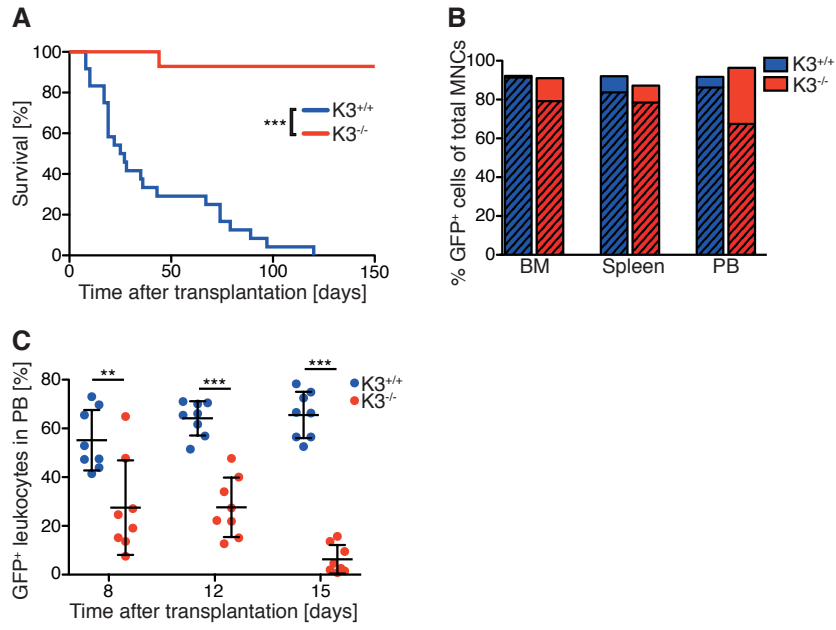 A
Survival [%]
100
80
60
40
20
0
0
50
100
150
Time after transplantation [days]
***
K3+/+
K3-/-
B
% GFP+ cells of total MNCs
100
80
60
40
20
0
BM
Spleen
PB
K3+/+
K3-/-
C
GFP+ leukocytes in PB [%]
80
60
40
20
0
**
***
***
8
12
15
Time after transplantation [days]
K3+/+
K3-/-